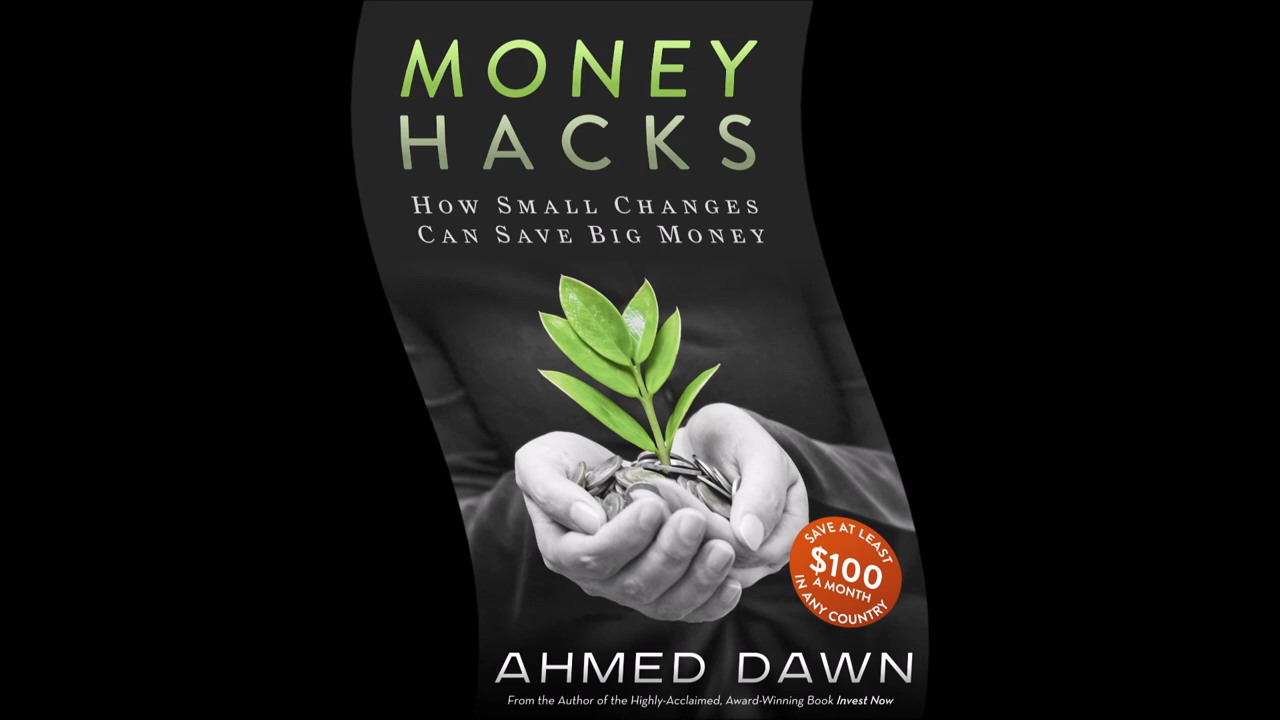 MONEY
HACKS
How Small Changes
Can Save Big Money
SAVE AT LEAST
$100
A MONTH
IN ANY COUNTRY
AHMED DAWN
From the Author of the Highly-Acclaimed, Award-Winning Book Invest Now